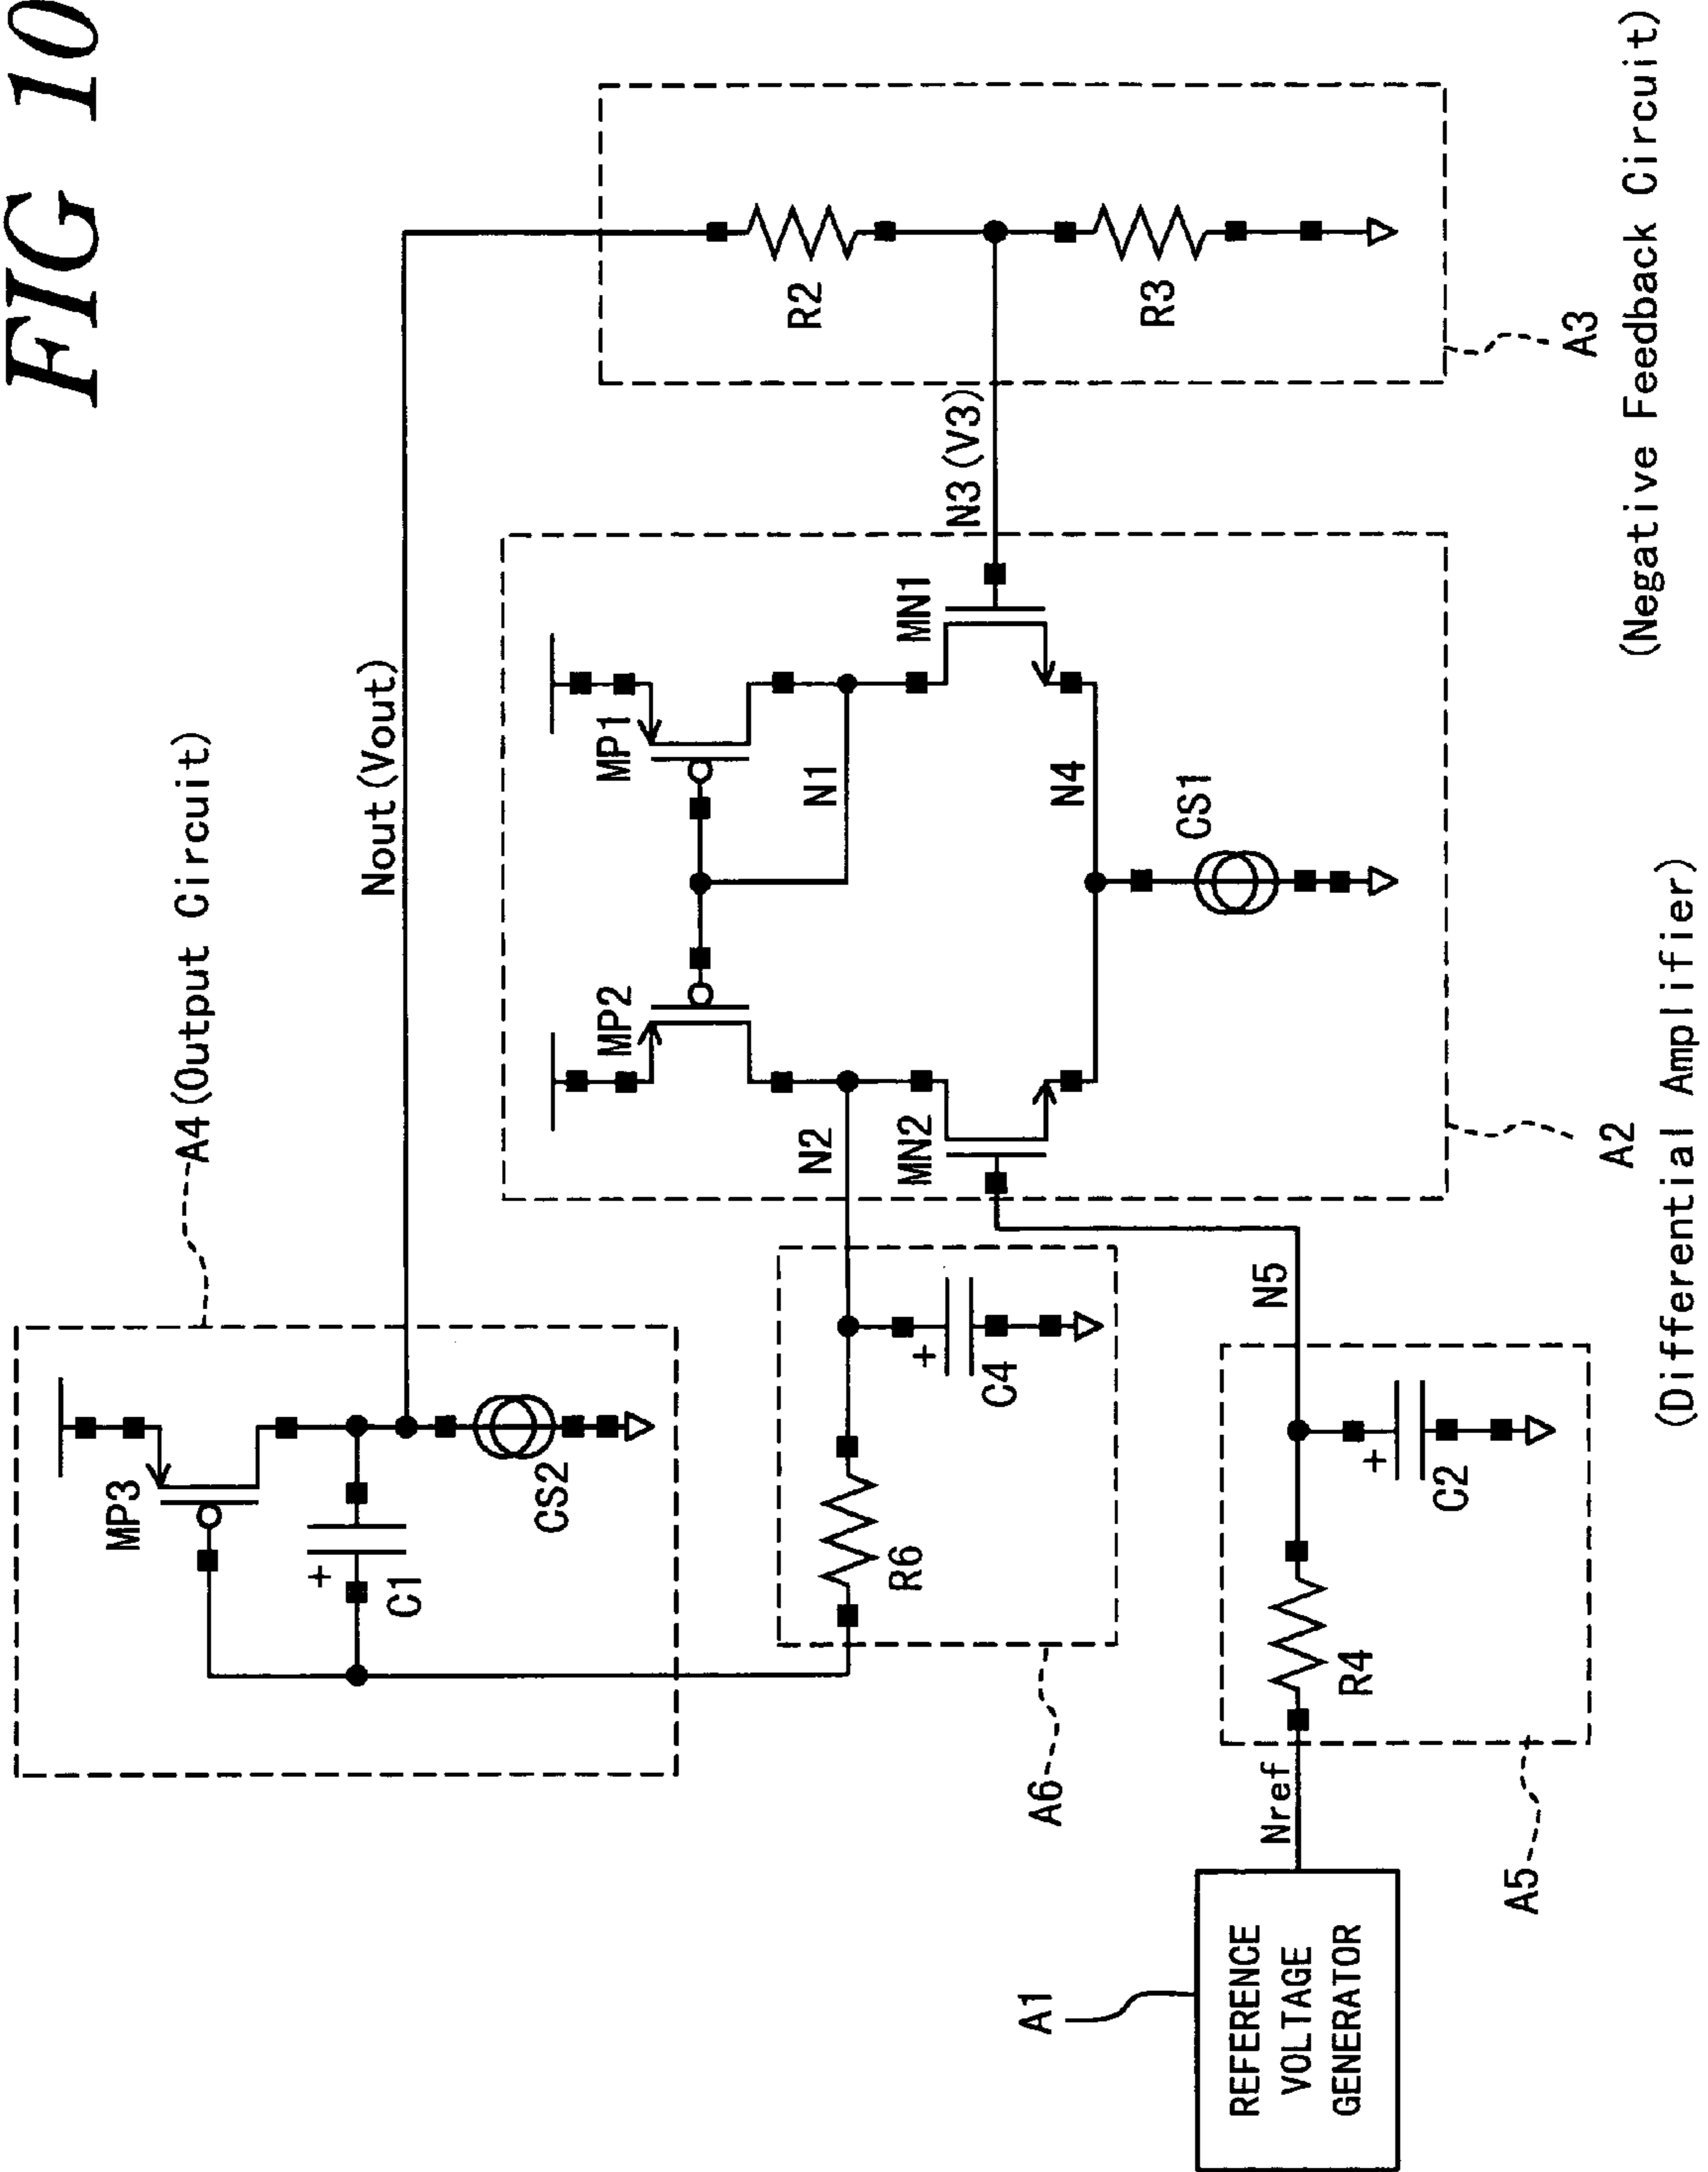 FIG 10
A4(Output Circuit)
Nout(Vout)
MP3
C1
+
CS2
MP2
MP1
N1
N2
MN2
MN1
N3(V3)
R2
R3
N4
CS1
R6
+
C4
A6
N5
R4
+
C2
A5
Nref
A1
REFERENCE
VOLTAGE
GENERATOR
A2
(Differential Amplifier)
A3
(Negative Feedback Circuit)